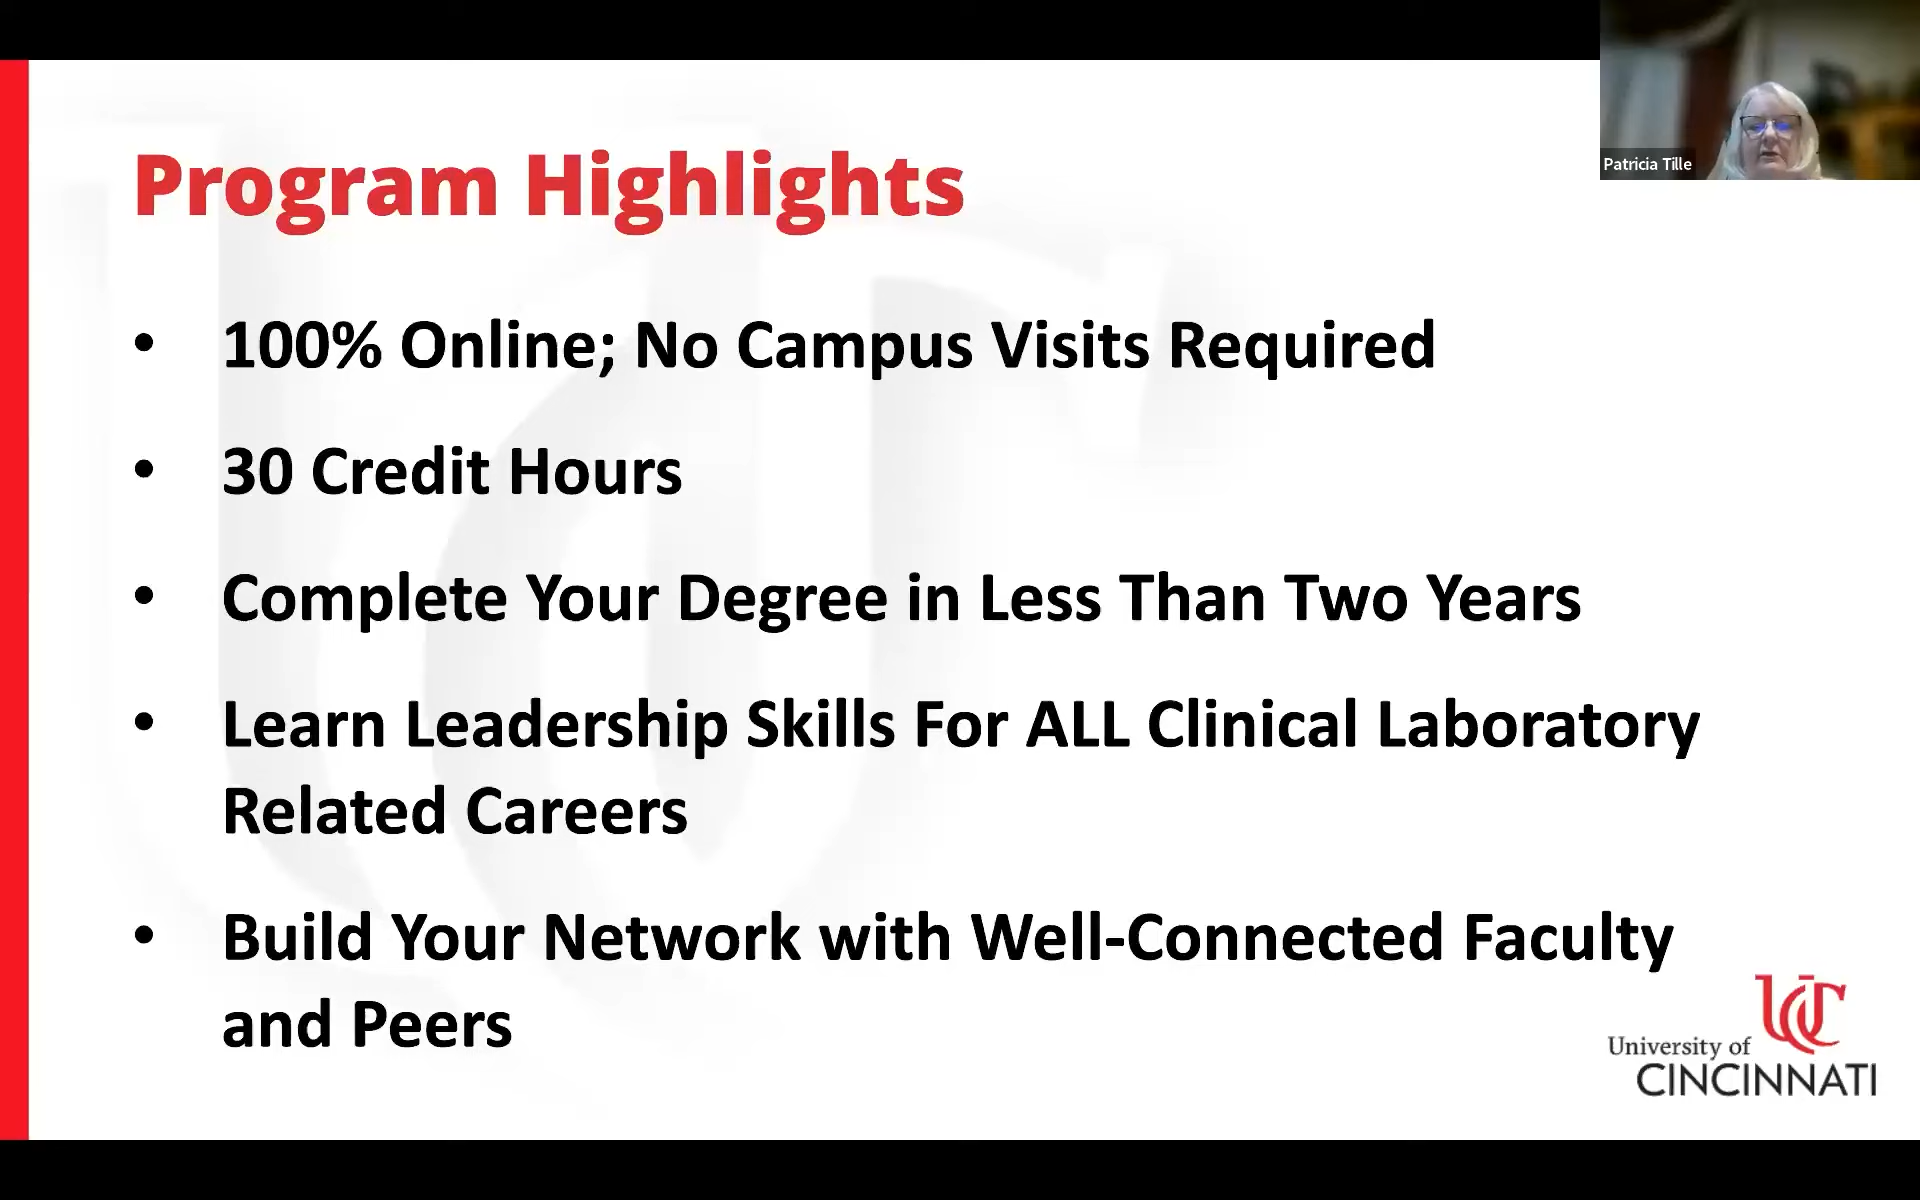 Patricia Tille
Program Highlights
• 100% Online; No Campus Visits Required
• 30 Credit Hours
• Complete Your Degree in Less Than Two Years
• Learn Leadership Skills For ALL Clinical Laboratory
Related Careers
• Build Your Network with Well-Connected Faculty
and Peers
UC
University of
CINCINNATI